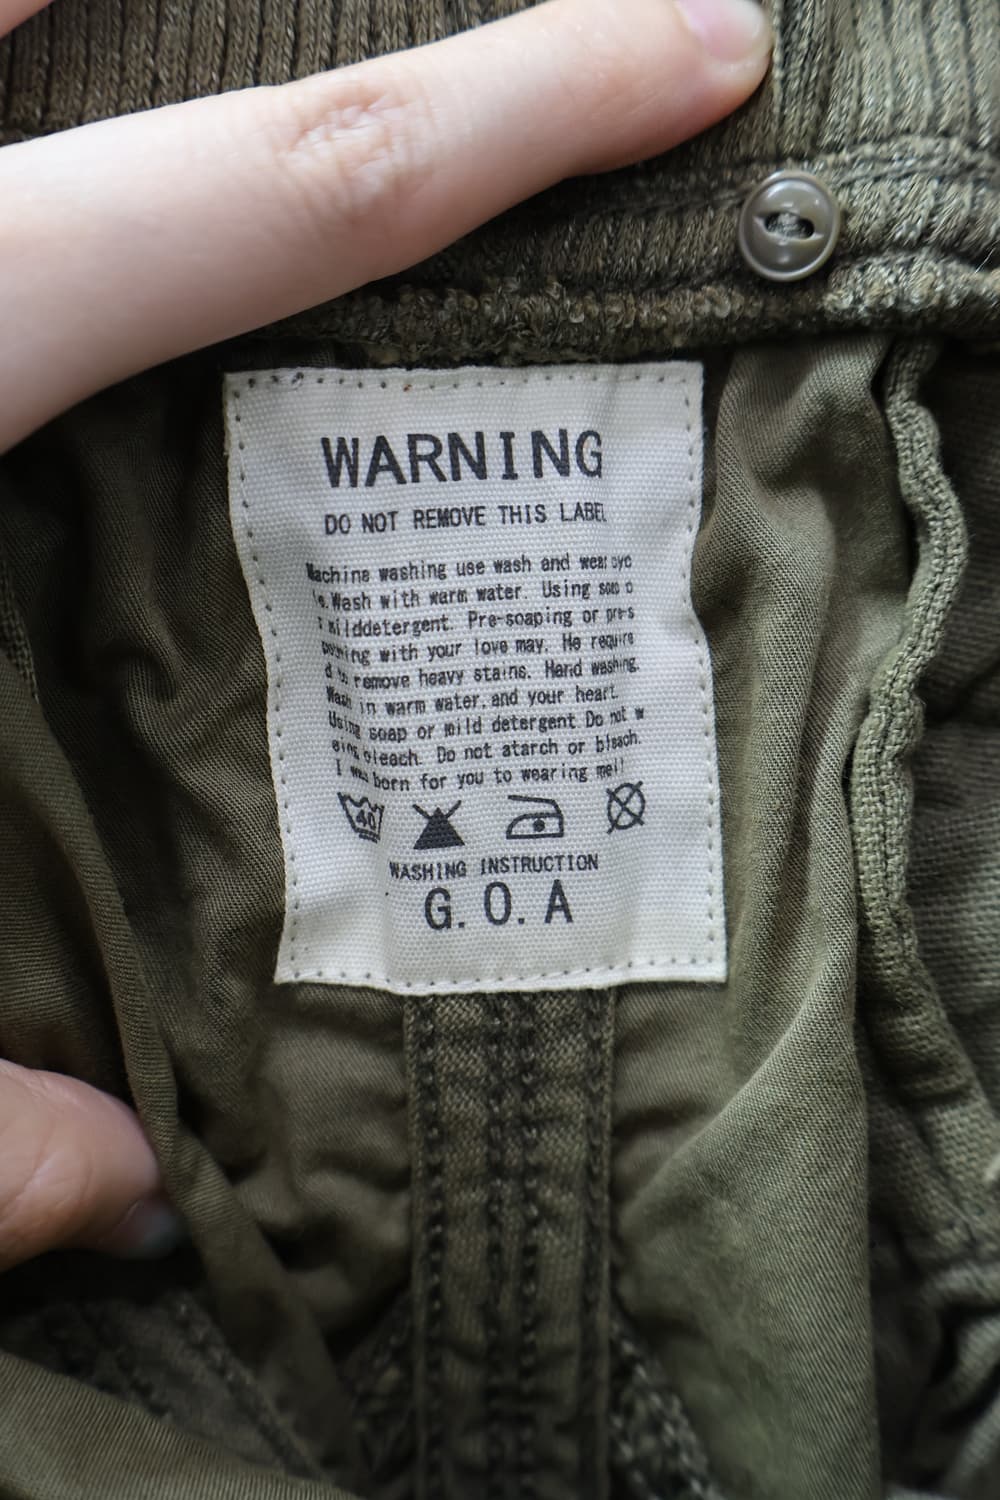 WARNING
DO NOT REMOVE THIS LABEL
Machine washing use wash and wear cyc
le.Wash with warm water. Using soap o
r milddetergent. Pre-soaping or pre-s
potting with your love may. He require
d to remove heavy stains. Hand washing.
Wash in warm water.and your heart.
Using soap or mild detergent Do not w
eing bleach. Do not atarch or bleach.
I was born for you to wearing me!!
40
WASHING INSTRUCTION
G.O.A